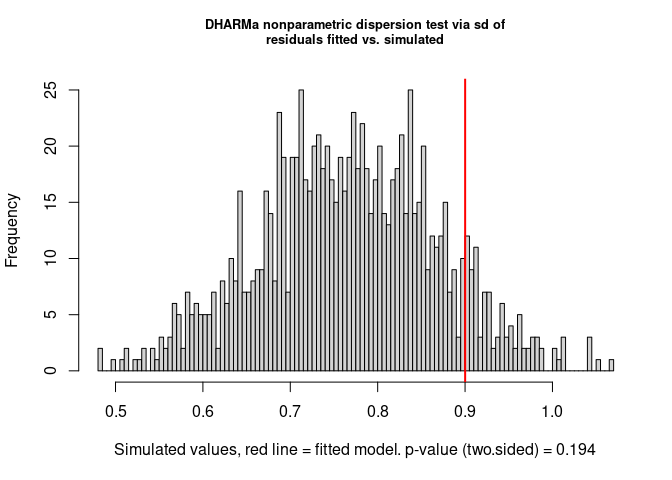 DHARMa nonparametric dispersion test via sd of
residuals fitted vs. simulated
25
20
15
10
5
0
Frequency
0.5 0.6 0.7 0.8 0.9 1.0
Simulated values, red line = fitted model. p-value (two.sided) = 0.194